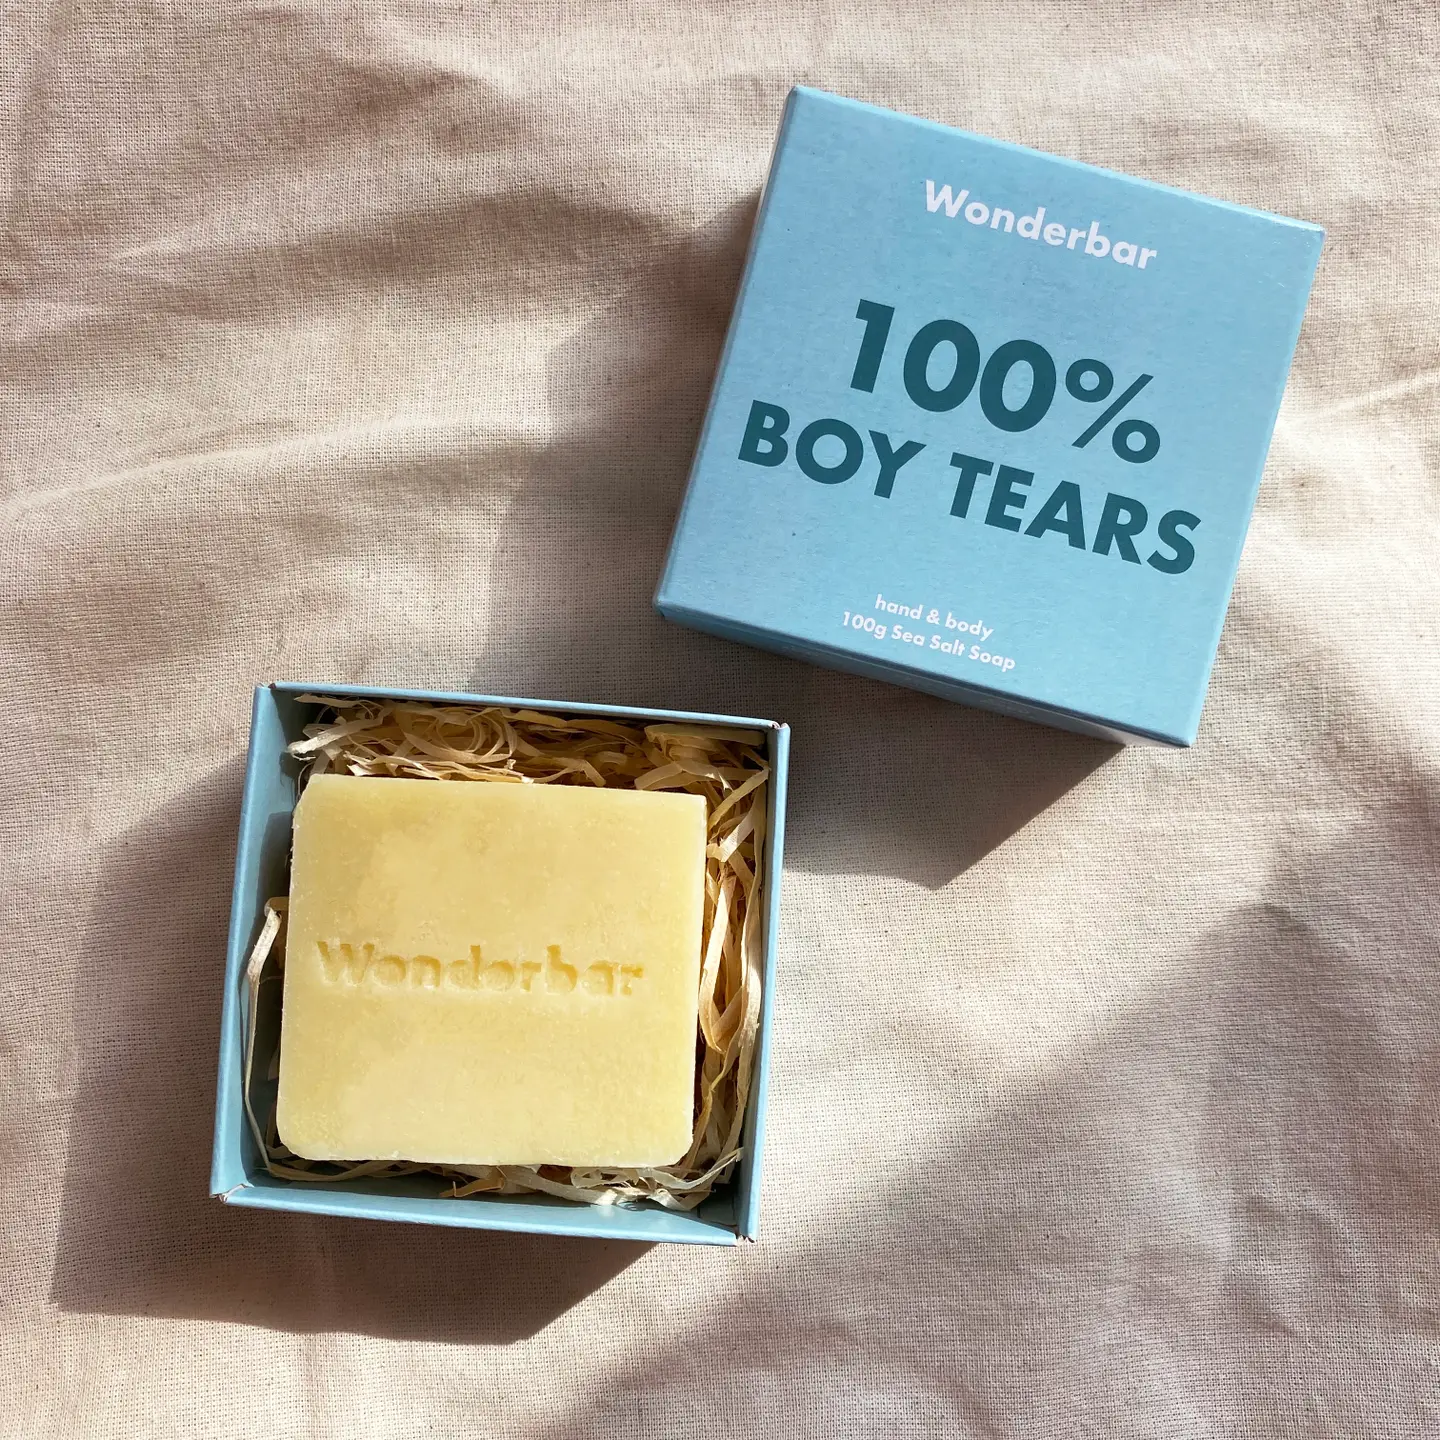 Wonderbar
100%
BOY TEARS
hand & body
100g Sea Salt Soap
Wonderbar